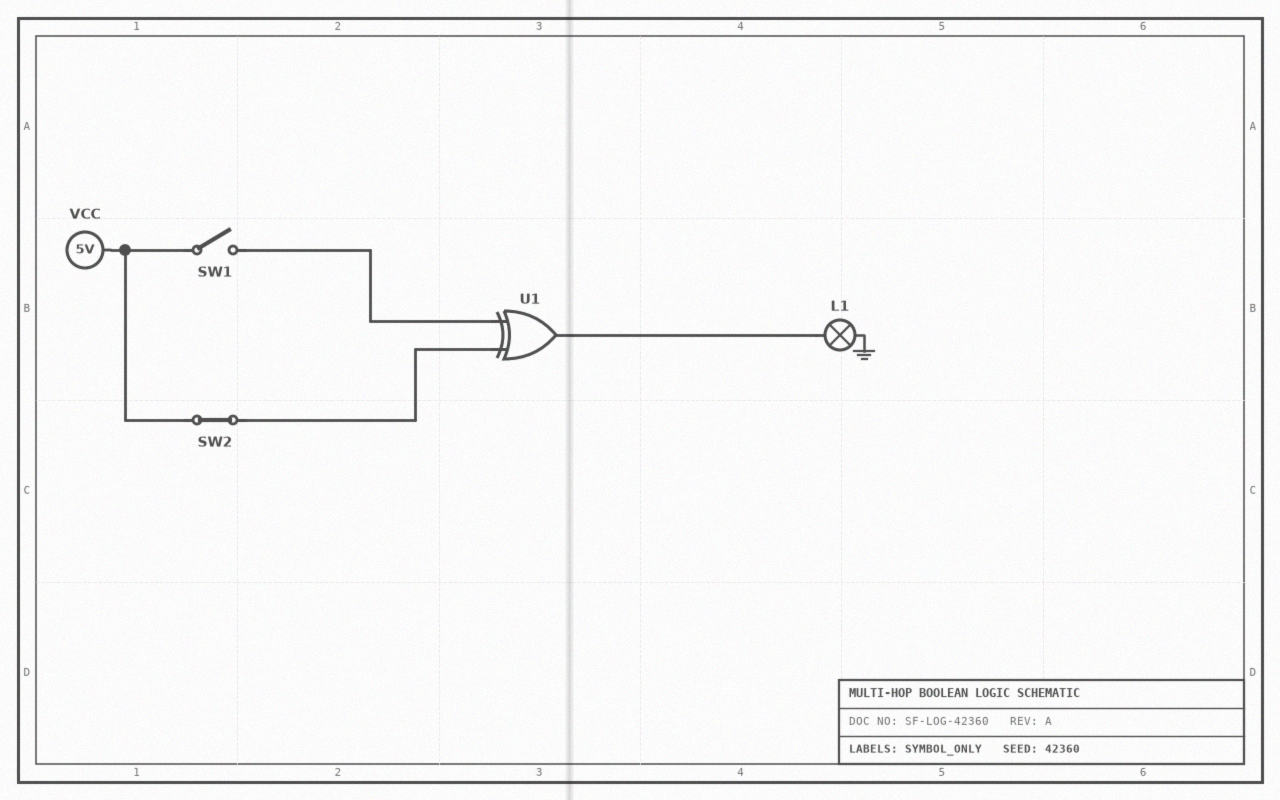 1 2 3 4 5 6
A A
VCC
5V
SW1
U1
L1
B B
SW2
C C
D D
MULTI-HOP BOOLEAN LOGIC SCHEMATIC
DOC NO: SF-LOG-42360 REV: A
LABELS: SYMBOL_ONLY SEED: 42360
1 2 3 4 5 6